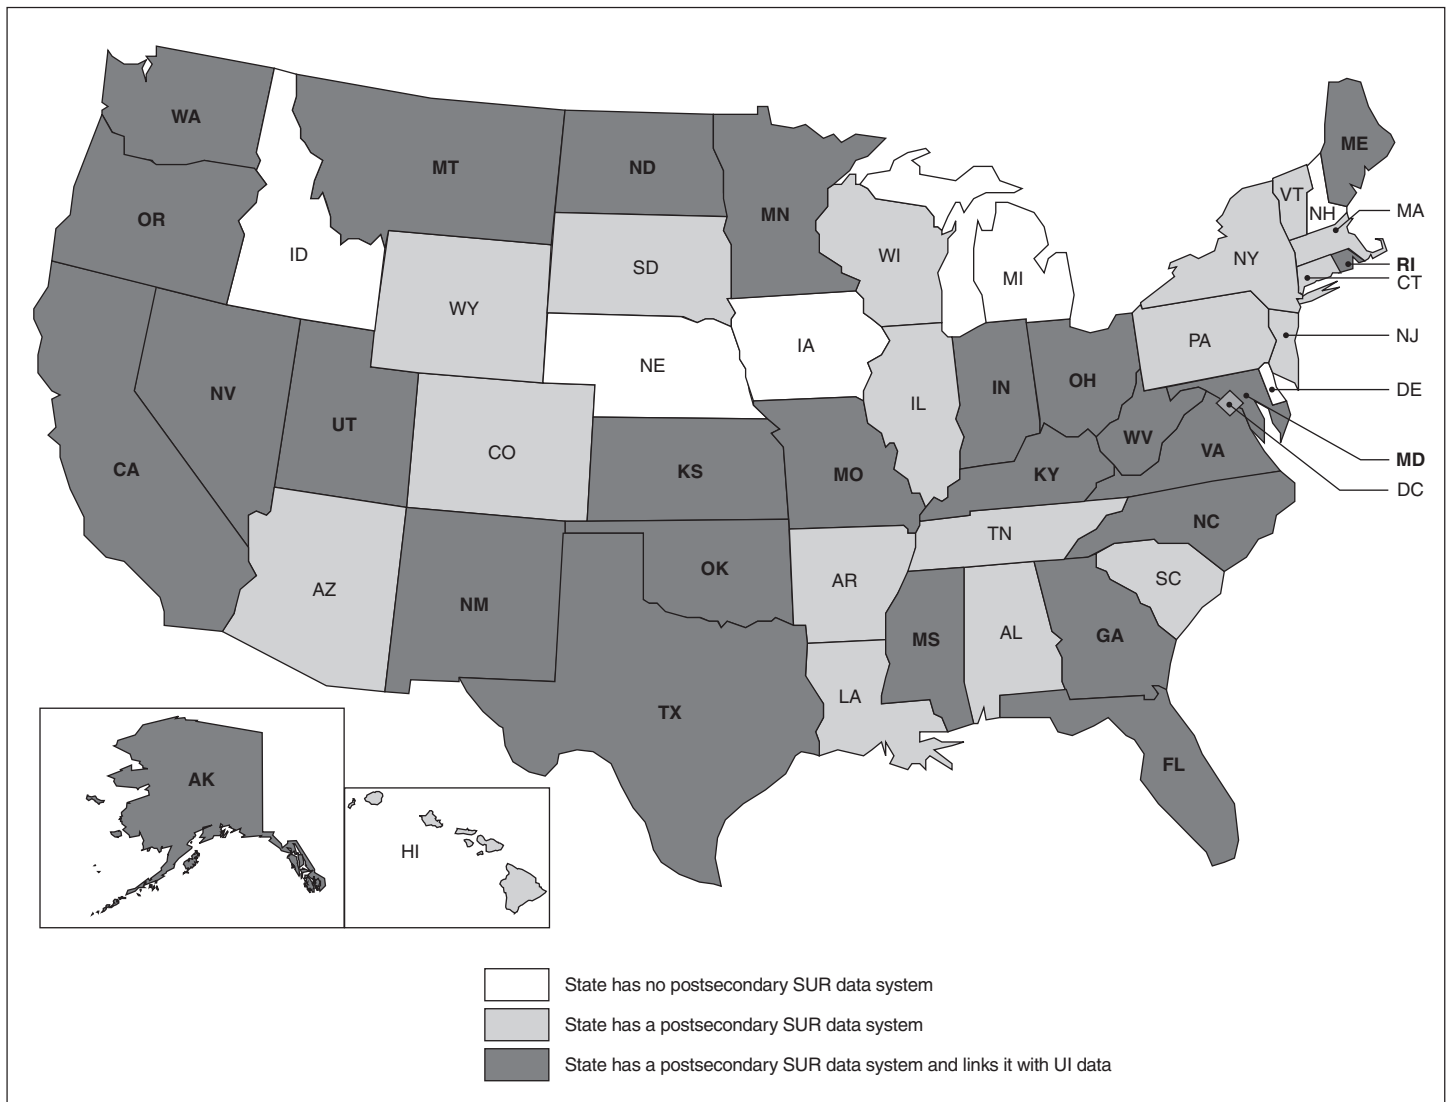 WA
MT
ND
MN
ME
OR
ID
SD
WI
MI
VT
NH
MA
NY
RI
CT
WY
NE
IA
PA
NJ
NV
UT
CO
IL
IN
OH
DE
CA
KS
MO
KY
WV
VA
MD
DC
AZ
NM
OK
AR
TN
NC
SC
TX
LA
MS
AL
GA
FL
AK
HI
State has no postsecondary SUR data system
State has a postsecondary SUR data system
State has a postsecondary SUR data system and links it with UI data